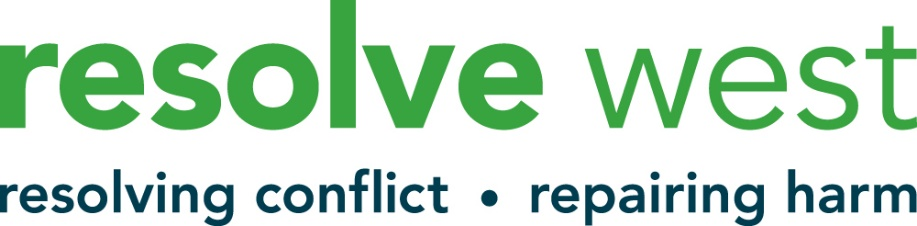 resolve west
resolving conflict • repairing harm